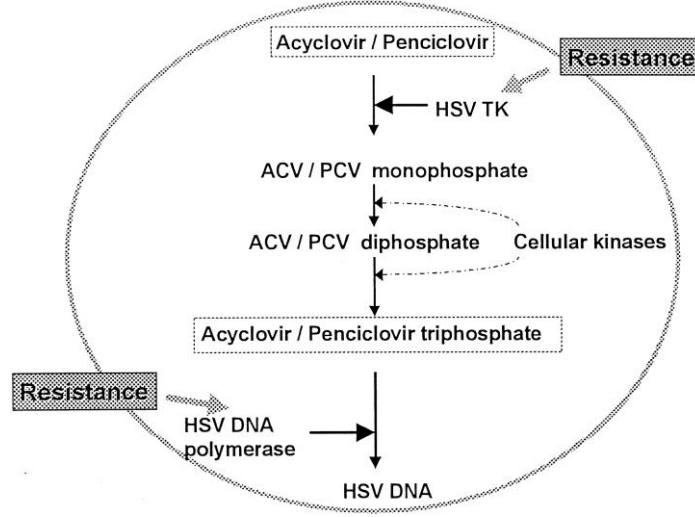 Acyclovir / Penciclovir
Resistance
HSV TK
ACV / PCV monophosphate
ACV / PCV diphosphate
Cellular kinases
Acyclovir / Penciclovir triphosphate
Resistance
HSV DNA
polymerase
HSV DNA